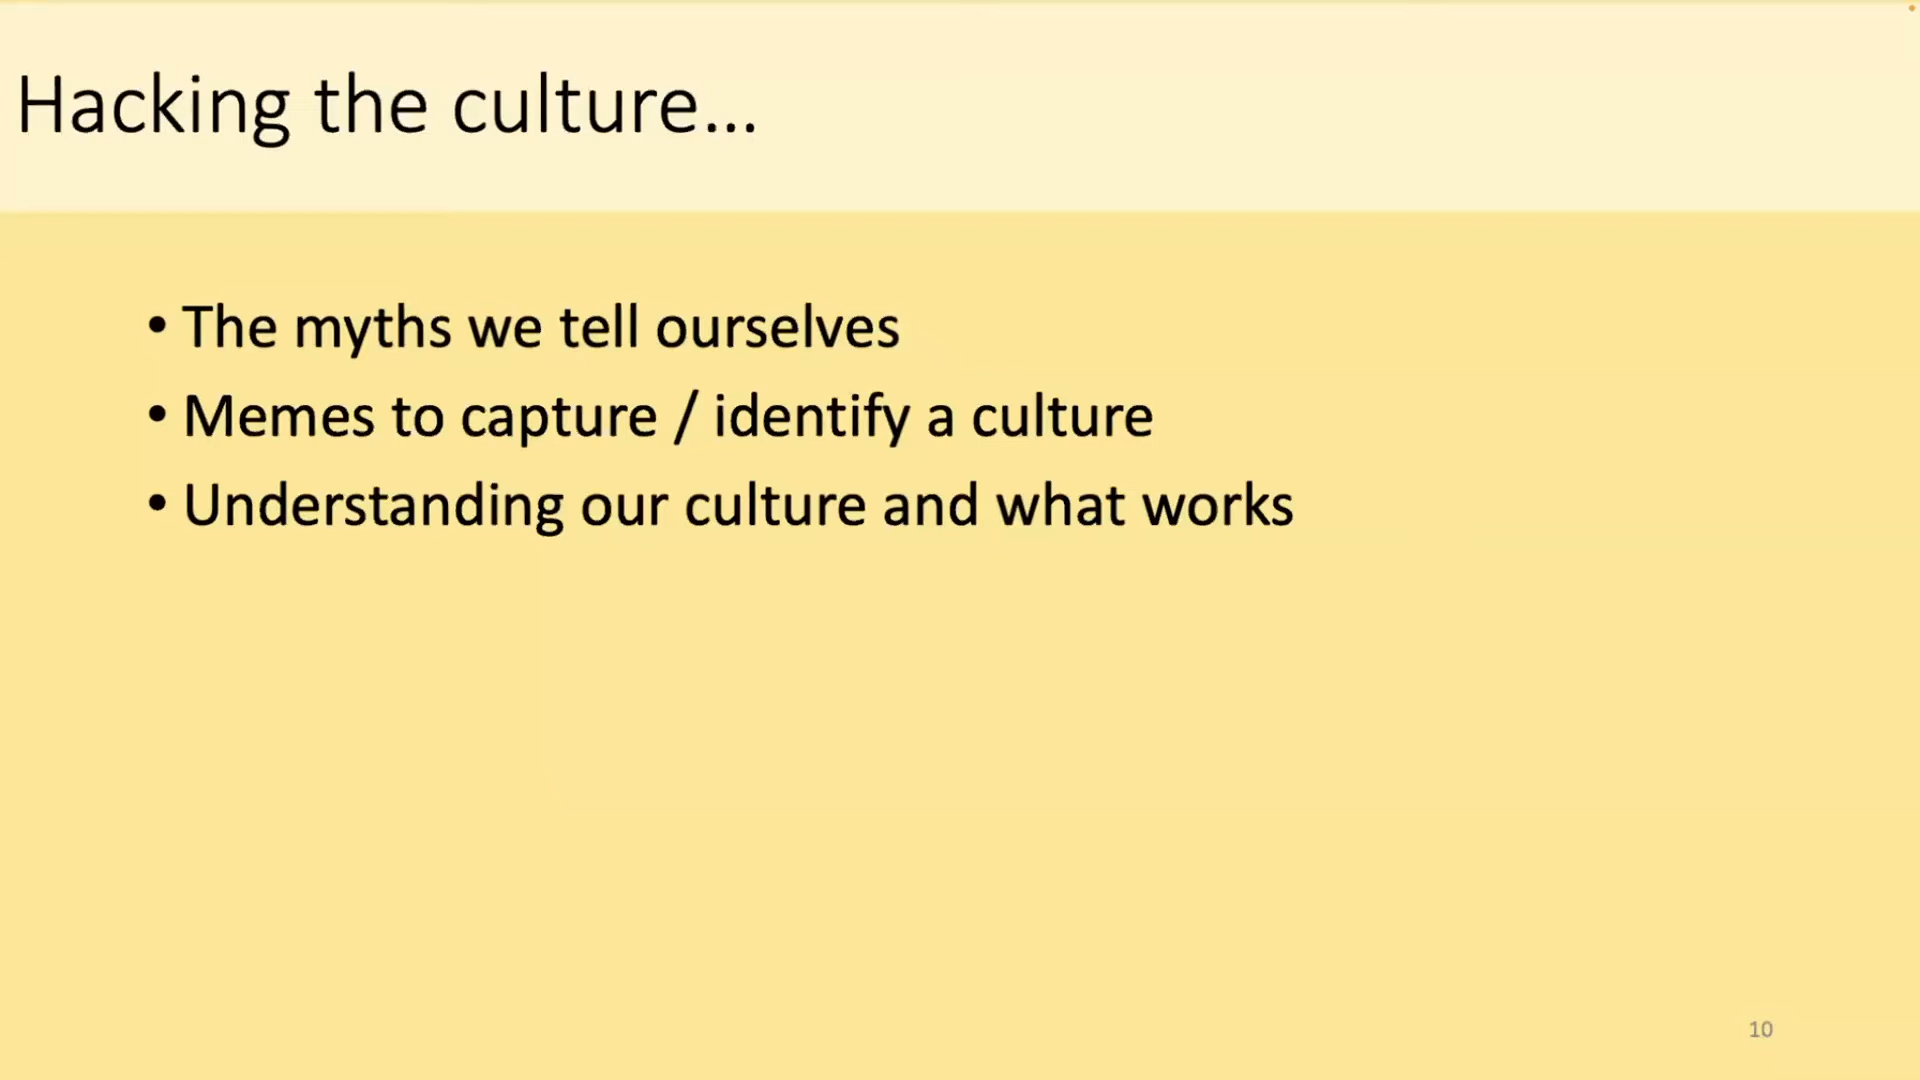 Hacking the culture...
• The myths we tell ourselves
• Memes to capture / identify a culture
• Understanding our culture and what works
10